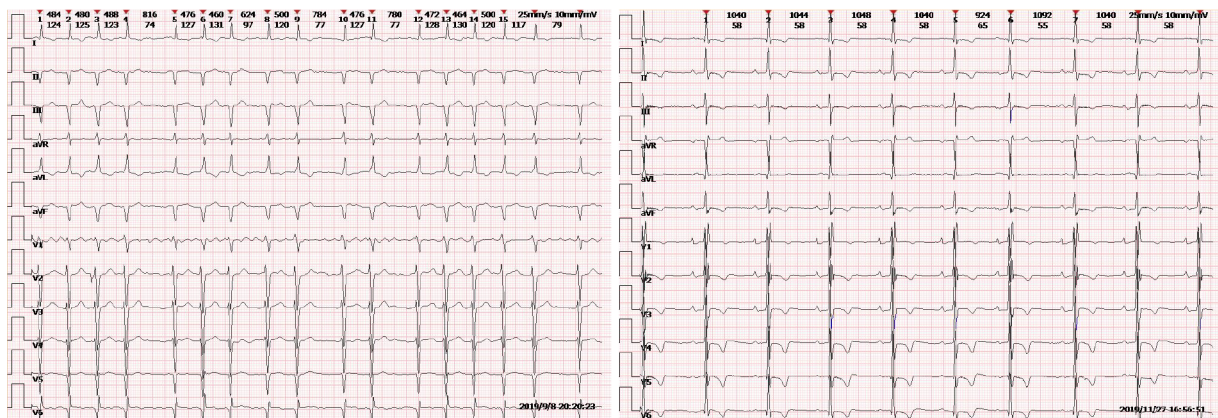 1 2 3 4 5 6 7 8 9 10 11 12 13 14 15
484 480 488 816 476 460 624 500 784 476 780 472 464 500 25mm/s 10mm/mV
124 125 123 74 127 131 97 120 77 127 77 128 130 120 117 79
I
II
III
aVR
aVL
aVF
V1
V2
V3
V4
V5
V6
2019/9/8-20:20:23
1 2 3 4 5 6 7
1040 1044 1048 1040 924 1092 1040 25mm/s 10mm/mV
58 58 58 58 65 55 58 58
I
II
III
aVR
aVL
aVF
V1
V2
V3
V4
V5
V6
2019/11/27-16:56:51